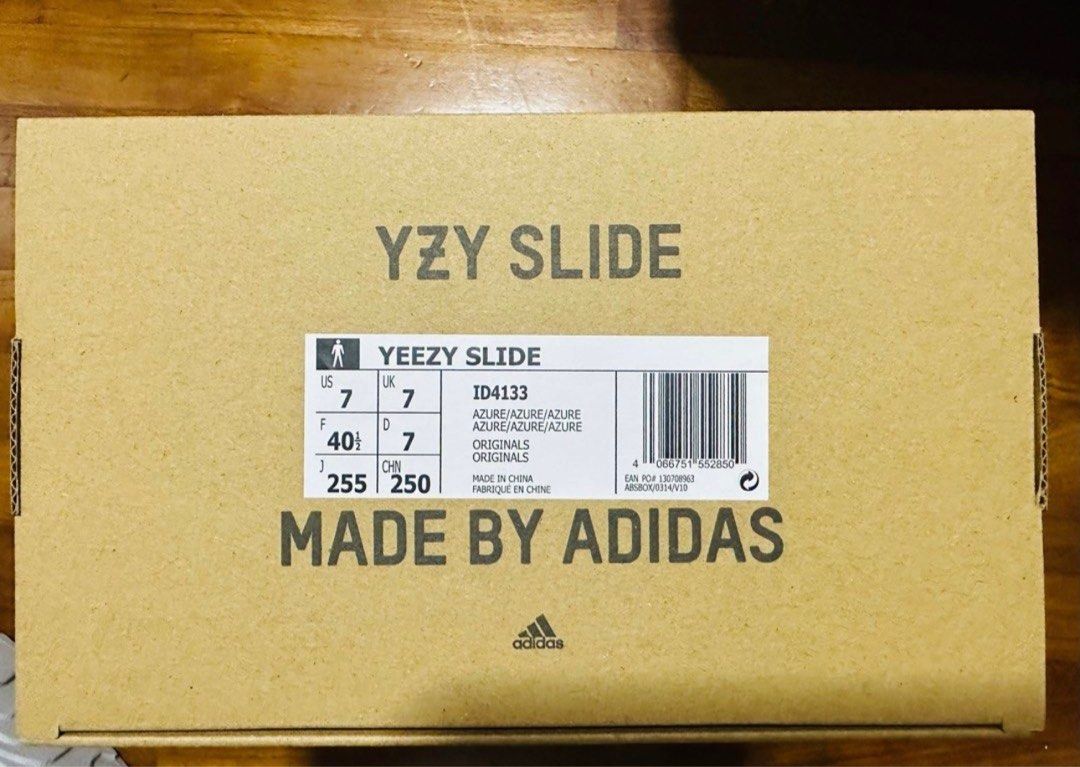 YZY SLIDE
YEEZY SLIDE
US 7 UK 7
F 40½ D 7
J 255 CHN 250
ID4133
AZURE/AZURE/AZURE
AZURE/AZURE/AZURE
ORIGINALS
ORIGINALS
MADE IN CHINA
FABRIQUÉ EN CHINE
4 066751 552850
EAN PO# 130708963
ABSBOX/0314/V10
MADE BY ADIDAS
adidas